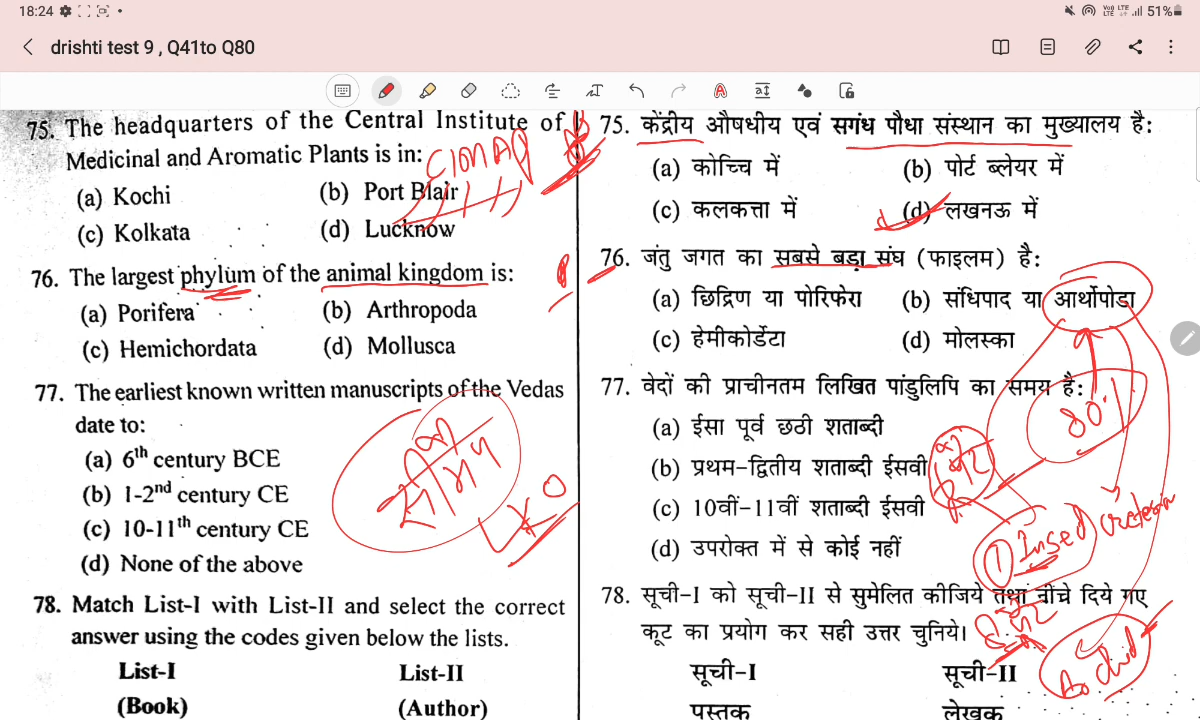 18:24
51%
drishti test 9 , Q41to Q80
75. The headquarters of the Central Institute of
Medicinal and Aromatic Plants is in:
(a) Kochi (b) Port Blair
(c) Kolkata (d) Lucknow
76. The largest phylum of the animal kingdom is:
(a) Porifera (b) Arthropoda
(c) Hemichordata (d) Mollusca
77. The earliest known written manuscripts of the Vedas
date to:
(a) 6th century BCE
(b) 1-2nd century CE
(c) 10-11th century CE
(d) None of the above
78. Match List-I with List-II and select the correct
answer using the codes given below the lists.
List-I List-II
(Book) (Author)
LKO
75. केंद्रीय औषधीय एवं सगंध पौधा संस्थान का मुख्यालय है:
(a) कोच्चि में (b) पोर्ट ब्लेयर में
(c) कलकत्ता में (d) लखनऊ में
76. जंतु जगत का सबसे बड़ा संघ (फाइलम) है:
(a) छिद्रिण या पोरिफेरा (b) संधिपाद या आर्थोपोडा
(c) हेमीकोर्डेटा (d) मोलस्का
77. वेदों की प्राचीनतम लिखित पांडुलिपि का समय है:
(a) ईसा पूर्व छठी शताब्दी
(b) प्रथम-द्वितीय शताब्दी ईसवी
(c) 10वीं-11वीं शताब्दी ईसवी
(d) उपरोक्त में से कोई नहीं
78. सूची-I को सूची-II से सुमेलित कीजिये तथा नीचे दिये गए
कूट का प्रयोग कर सही उत्तर चुनिये।
सूची-I सूची-II
पुस्तक लेखक
80%